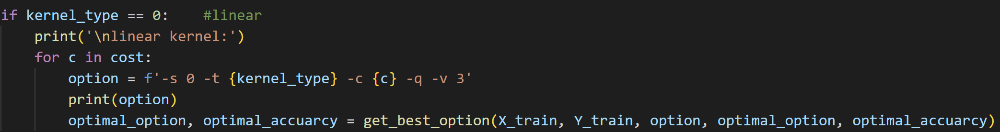 if kernel_type == 0:    #linear
    print('\nlinear kernel:')
    for c in cost:
        option = f'-s 0 -t {kernel_type} -c {c} -q -v 3'
        print(option)
        optimal_option, optimal_accuarcy = get_best_option(X_train, Y_train, option, optimal_option, optimal_accuarcy)